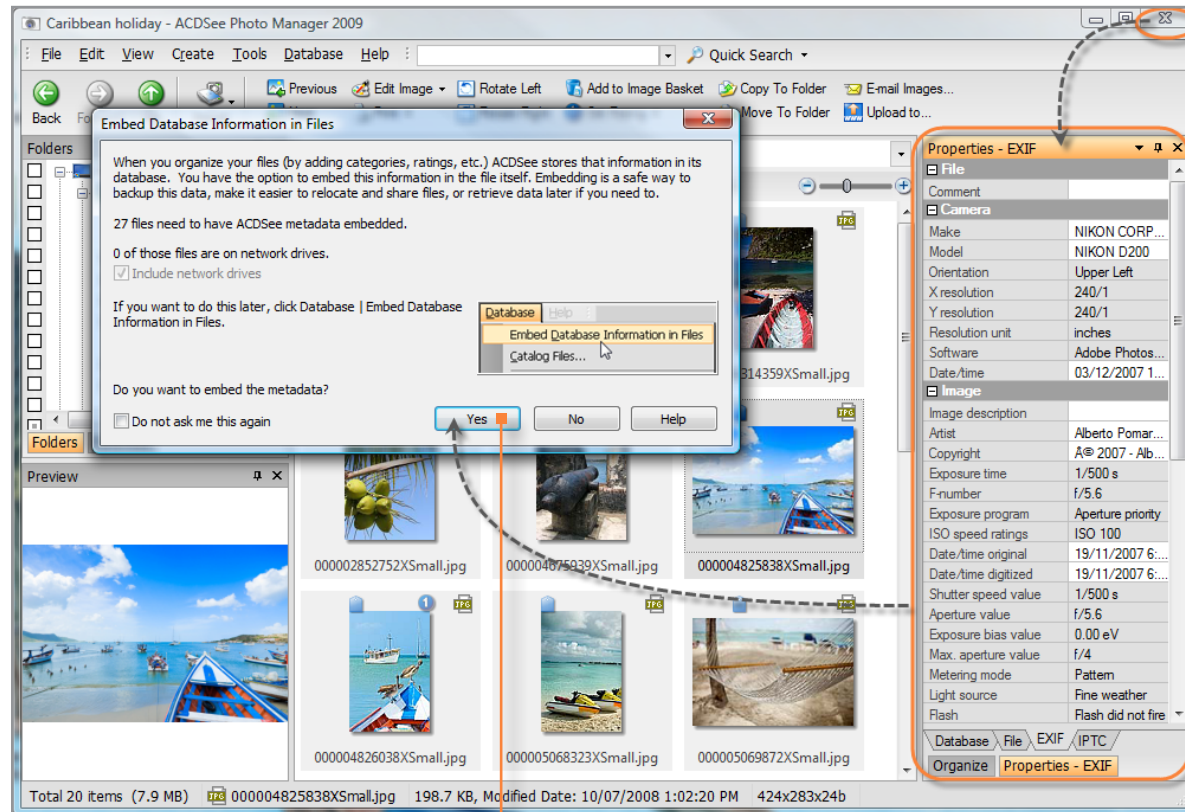 Caribbean holiday - ACDSee Photo Manager 2009
File Edit View Create Tools Database Help
Quick Search
Previous Edit Image Rotate Left Add to Image Basket Copy To Folder E-mail Images...
Back
Move To Folder Upload to...
Folders
Embed Database Information in Files
When you organize your files (by adding categories, ratings, etc.) ACDSee stores that information in its
database. You have the option to embed this information in the file itself. Embedding is a safe way to
backup this data, make it easier to relocate and share files, or retrieve data later if you need to.
27 files need to have ACDSee metadata embedded.
0 of those files are on network drives.
Include network drives
If you want to do this later, click Database | Embed Database
Information in Files.
Database Help
Embed Database Information in Files
Catalog Files...
Do you want to embed the metadata?
Do not ask me this again
Yes No Help
Folders
Preview
JPG
314359XSmall.jpg
JPG
000002852752XSmall.jpg 000004675939XSmall.jpg 000004825838XSmall.jpg
1 JPG JPG JPG
000004826038XSmall.jpg 000005068323XSmall.jpg 000005069872XSmall.jpg
Properties - EXIF
File
Comment
Camera
Make NIKON CORP...
Model NIKON D200
Orientation Upper Left
X resolution 240/1
Y resolution 240/1
Resolution unit inches
Software Adobe Photos...
Date/time 03/12/2007 1...
Image
Image description
Artist Alberto Pomar...
Copyright Â© 2007 - Alb...
Exposure time 1/500 s
F-number f/5.6
Exposure program Aperture priority
ISO speed ratings ISO 100
Date/time original 19/11/2007 6:...
Date/time digitized 19/11/2007 6:...
Shutter speed value 1/500 s
Aperture value f/5.6
Exposure bias value 0.00 eV
Max. aperture value f/4
Metering mode Pattern
Light source Fine weather
Flash Flash did not fire
Database File EXIF IPTC
Organize Properties - EXIF
Total 20 items (7.9 MB) JPG 000004825838XSmall.jpg 198.7 KB, Modified Date: 10/07/2008 1:02:20 PM 424x283x24b